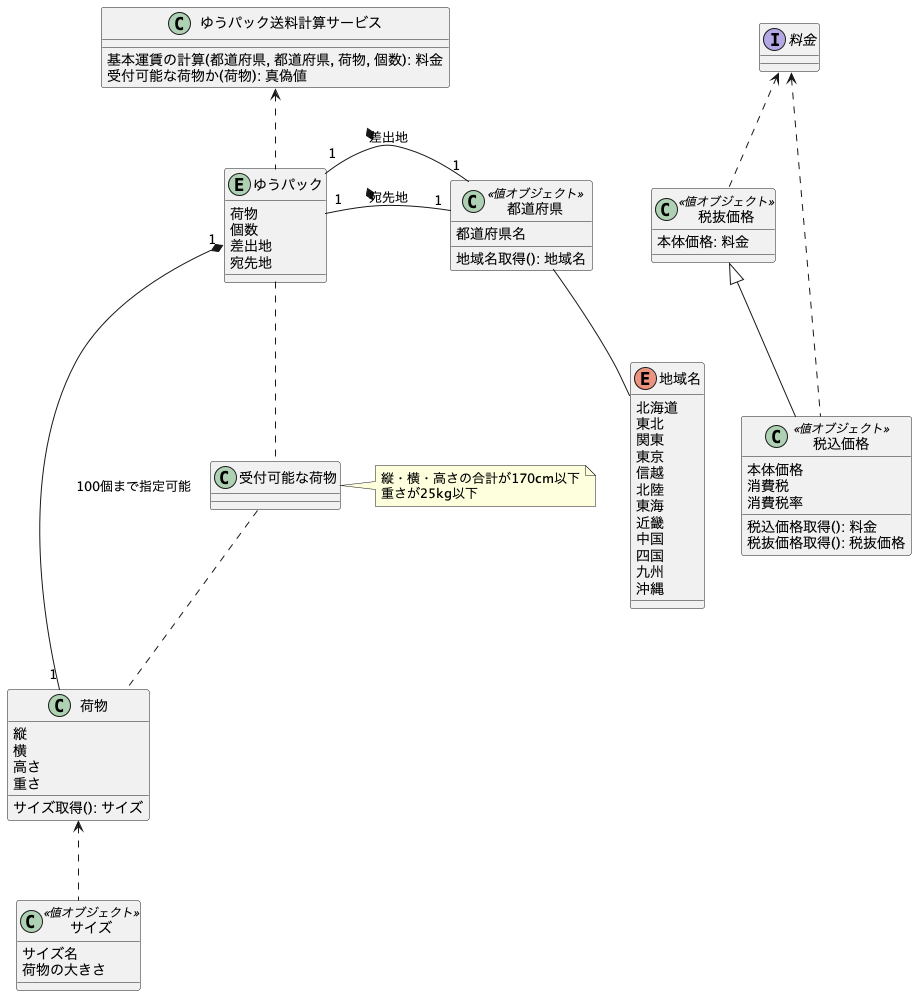 C ゆうパック送料計算サービス
基本運賃の計算(都道府県, 都道府県, 荷物, 個数): 料金
受付可能な荷物か(荷物): 真偽値
I 料金
差出地
1
1
E ゆうパック
荷物
個数
差出地
宛先地
宛先地
1
1
C «値オブジェクト»
都道府県
都道府県名
地域名取得(): 地域名
C «値オブジェクト»
税抜価格
本体価格: 料金
1
E 地域名
北海道
東北
関東
東京
信越
北陸
東海
近畿
中国
四国
九州
沖縄
C «値オブジェクト»
税込価格
本体価格
消費税
消費税率
税込価格取得(): 料金
税抜価格取得(): 税抜価格
100個まで指定可能
C 受付可能な荷物
縦・横・高さの合計が170cm以下
重さが25kg以下
1
C 荷物
縦
横
高さ
重さ
サイズ取得(): サイズ
C «値オブジェクト»
サイズ
サイズ名
荷物の大きさ